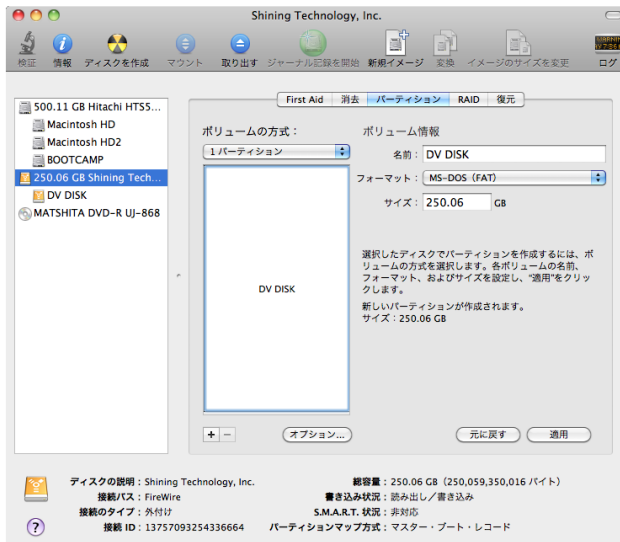 Shining Technology, Inc.
検証 情報 ディスクを作成 マウント 取り出す ジャーナル記録を開始 新規イメージ 変換 イメージのサイズを変更 ログ
500.11 GB Hitachi HTS5...
Macintosh HD
Macintosh HD2
BOOTCAMP
250.06 GB Shining Tech...
DV DISK
MATSHITA DVD-R UJ-868
First Aid 消去 パーティション RAID 復元
ボリュームの方式：
1 パーティション
DV DISK
+ −
オプション...
ボリューム情報
名前： DV DISK
フォーマット： MS-DOS（FAT）
サイズ： 250.06 GB
選択したディスクでパーティションを作成するには、ボ
リュームの方式を選択します。各ボリュームの名前、
フォーマット、およびサイズを設定し、“適用”をクリッ
クします。
新しいパーティションが作成されます。
サイズ：250.06 GB
元に戻す 適用
ディスクの説明：Shining Technology, Inc.
接続バス：FireWire
接続のタイプ：外付け
接続 ID：13757093254336664
総容量：250.06 GB（250,059,350,016 バイト）
書き込み状況：読み出し／書き込み
S.M.A.R.T. 状況：非対応
パーティションマップ方式：マスター・ブート・レコード
?